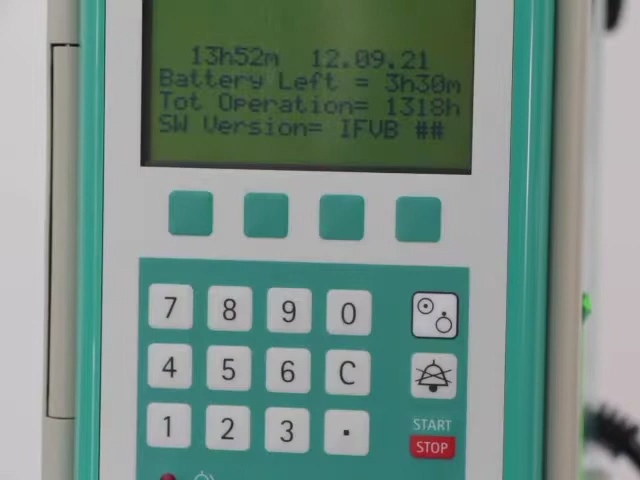 13h52m 12.09.21
Battery Left = 3h30m
Tot Operation= 1318h
SW Version= IFVB ##
7 8 9 0
4 5 6 C
1 2 3 .
START
STOP